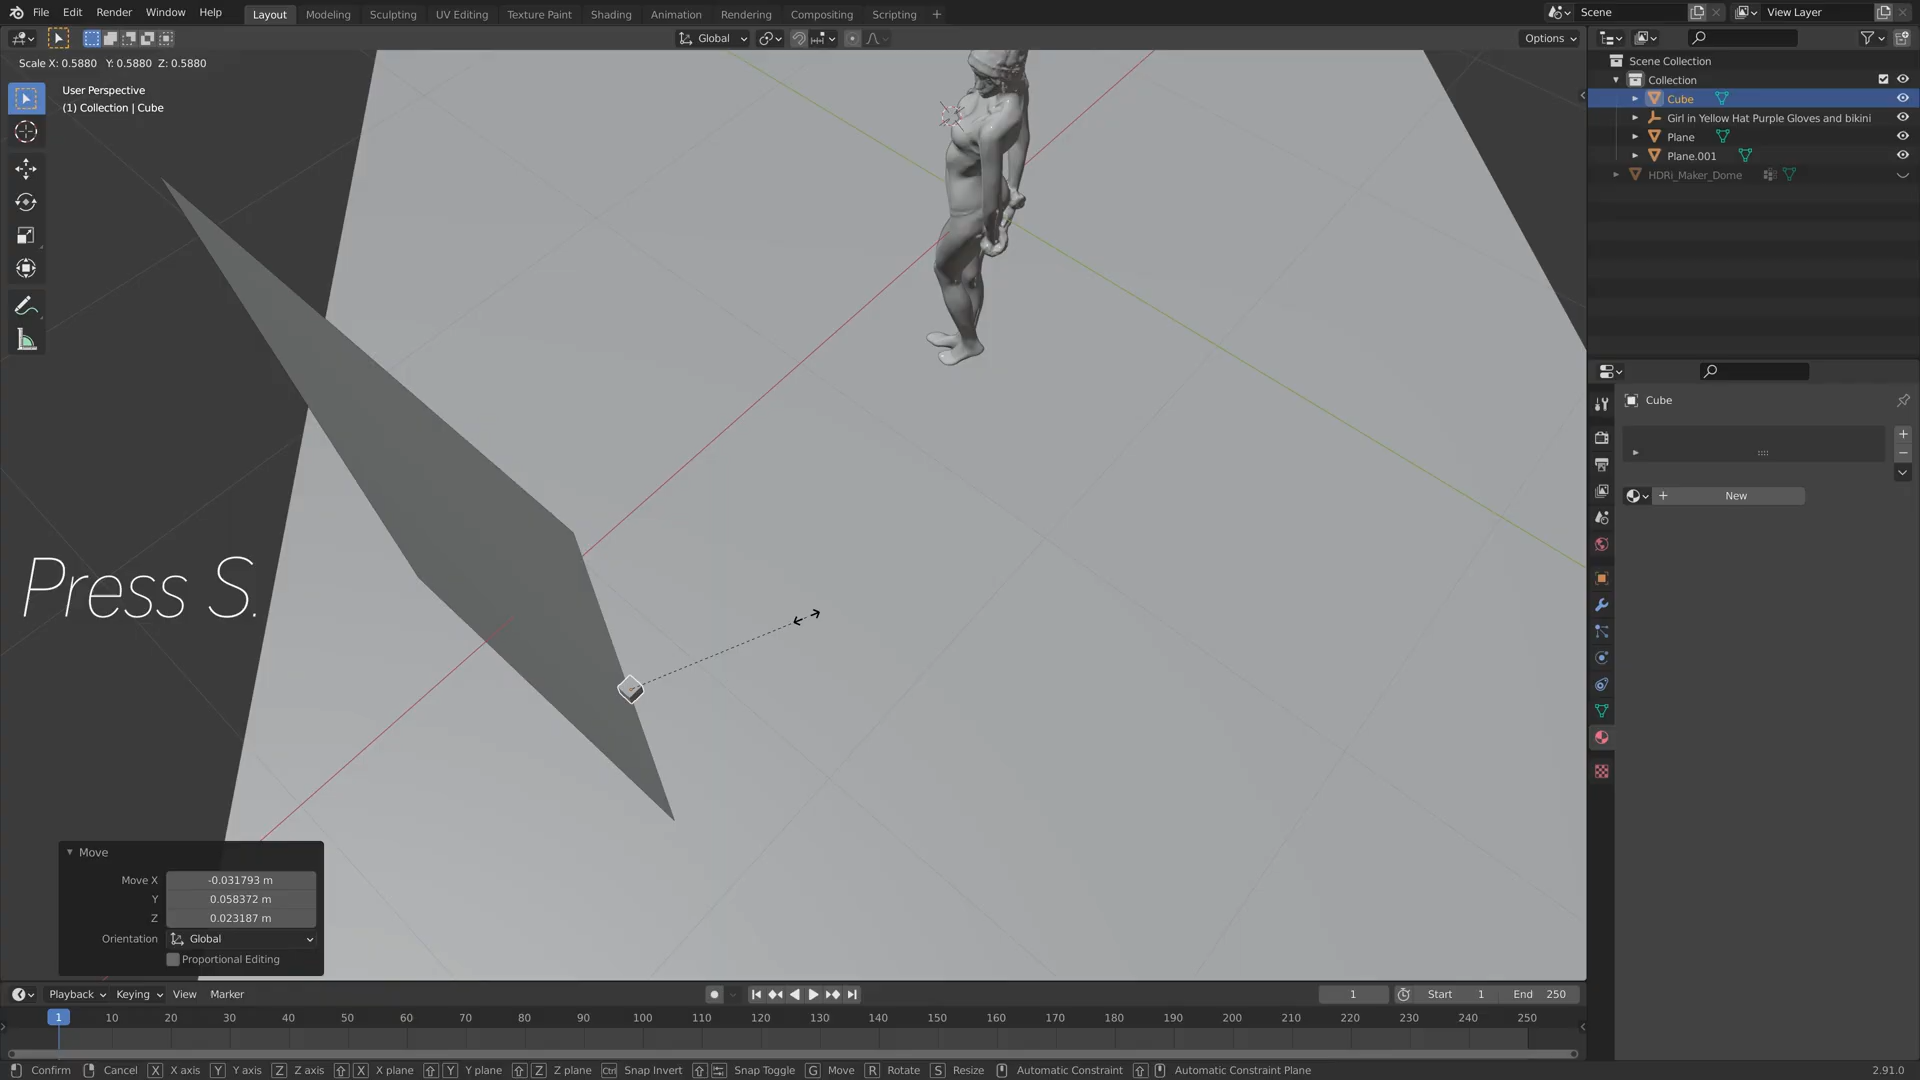 File Edit Render Window Help
Layout Modeling Sculpting UV Editing Texture Paint Shading Animation Rendering Compositing Scripting +
Scene
View Layer
Global
Options
Scale X: 0.5880 Y: 0.5880 Z: 0.5880
User Perspective
(1) Collection | Cube
Scene Collection
Collection
Cube
Girl in Yellow Hat Purple Gloves and bikini
Plane
Plane.001
HDRi_Maker_Dome
Cube
New
Press S.
Move
Move X -0.031793 m
Y 0.058372 m
Z 0.023187 m
Orientation Global
Proportional Editing
Playback Keying View Marker
1
Start 1
End 250
1 10 20 30 40 50 60 70 80 90 100 110 120 130 140 150 160 170 180 190 200 210 220 230 240 250
Confirm Cancel X X axis Y Y axis Z Z axis X X plane Y Y plane Z Z plane Ctrl Snap Invert Snap Toggle G Move R Rotate S Resize Automatic Constraint Automatic Constraint Plane
2.91.0